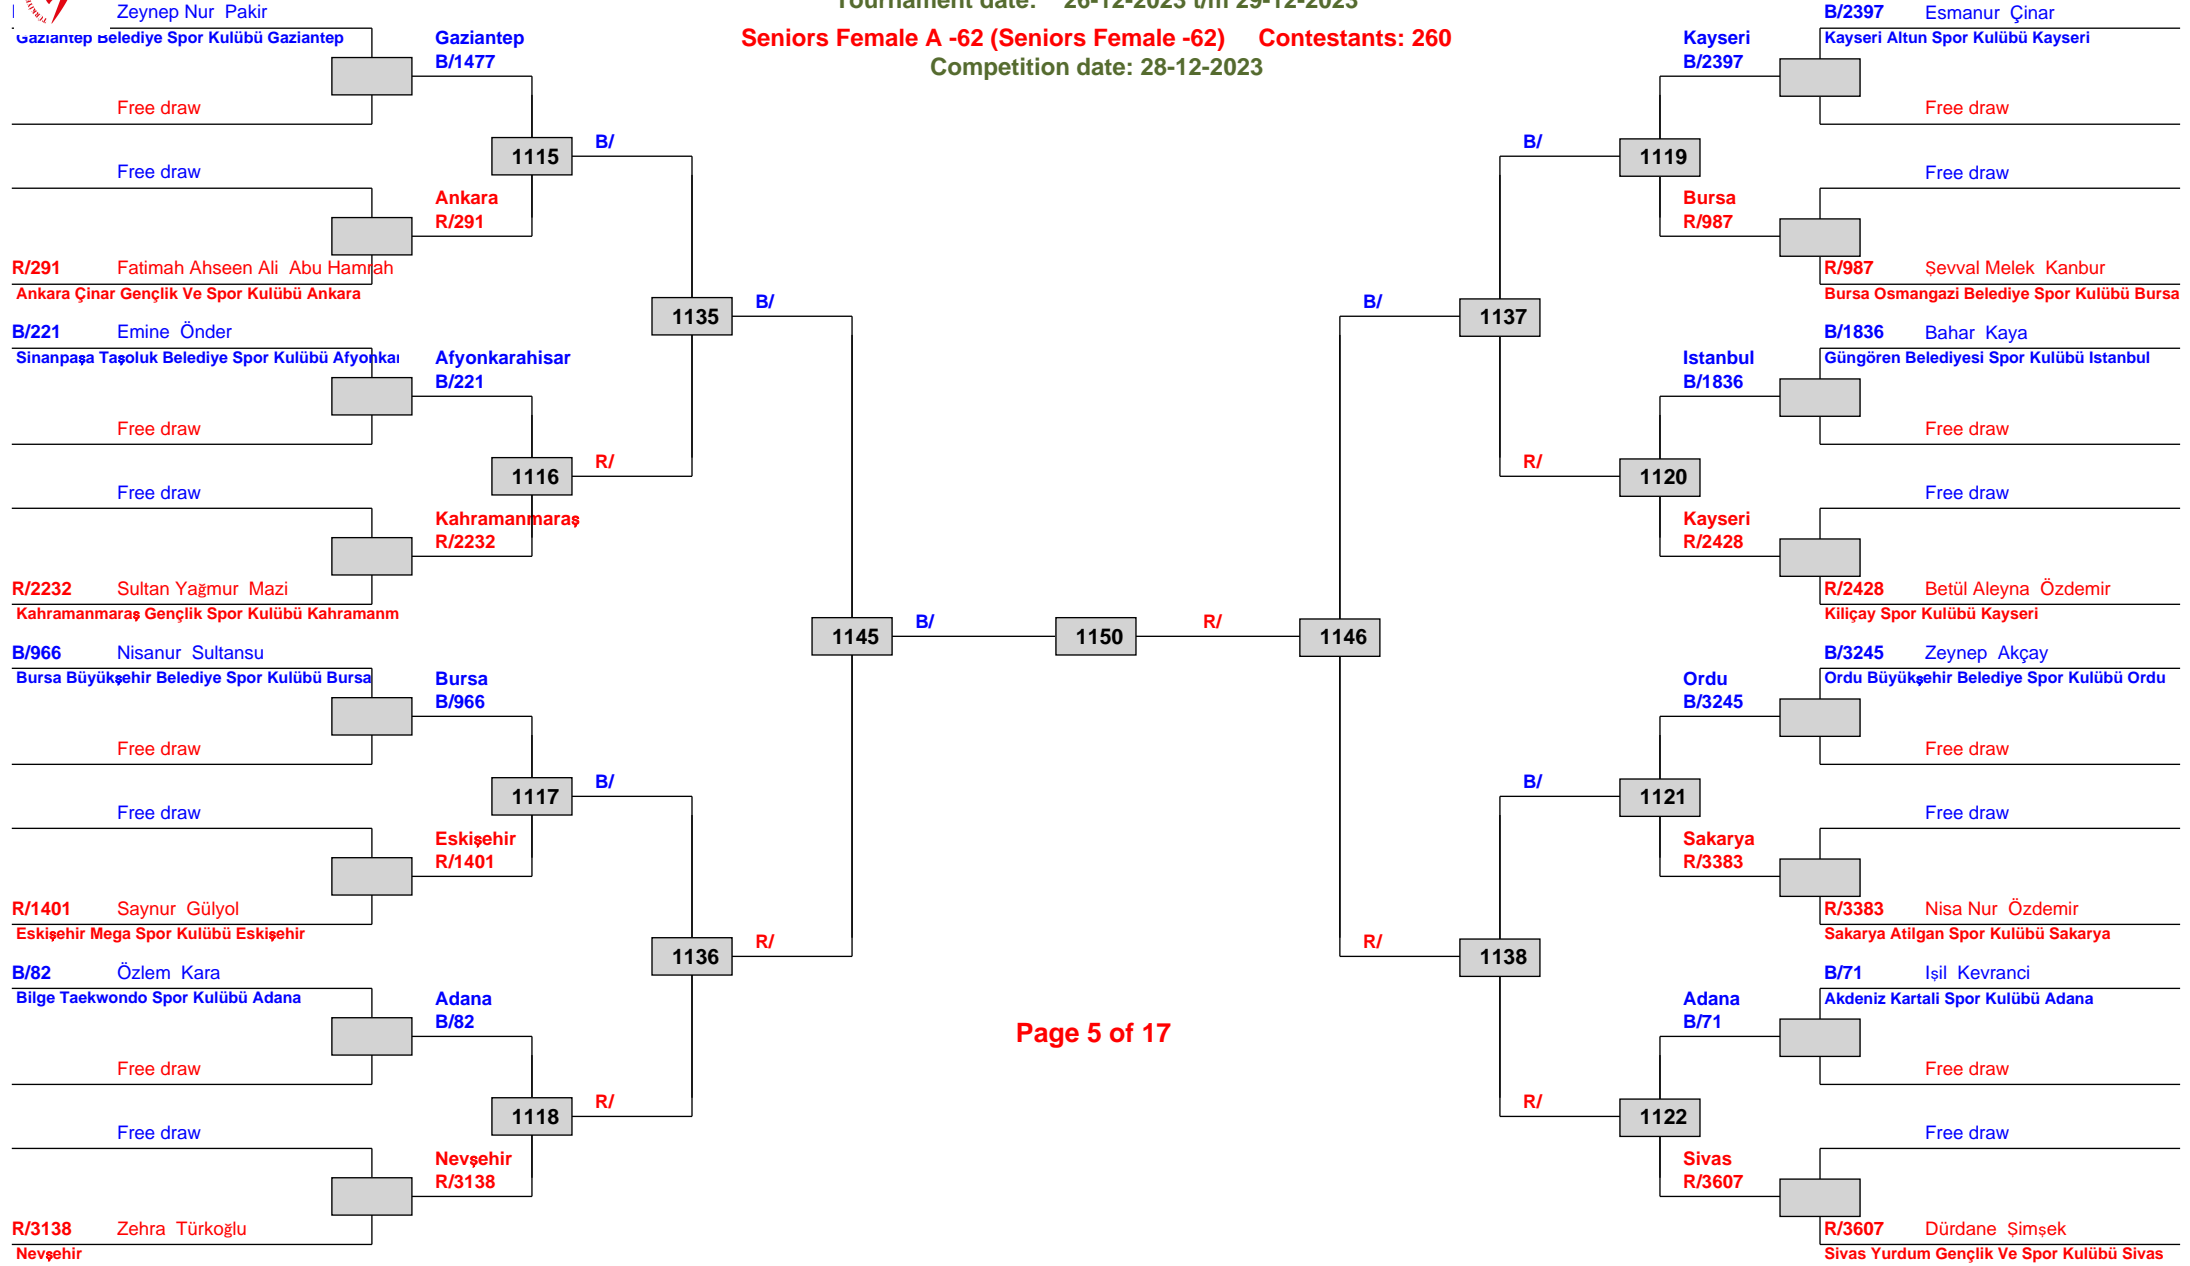 Tournament date: 26-12-2023 t/m 29-12-2023
Seniors Female A -62 (Seniors Female -62) Contestants: 260
Competition date: 28-12-2023
Zeynep Nur Pakir
Gaziantep Belediye Spor Kulübü Gaziantep
Gaziantep
B/1477
Free draw
1115
B/
Free draw
Ankara
R/291
R/291 Fatimah Ahseen Ali Abu Hamrah
Ankara Çinar Gençlik Ve Spor Kulübü Ankara
1135
B/
B/221 Emine Önder
Sinanpaşa Taşoluk Belediye Spor Kulübü Afyonkar
Afyonkarahisar
B/221
Free draw
1116
R/
Free draw
Kahramanmaraş
R/2232
R/2232 Sultan Yağmur Mazi
Kahramanmaraş Gençlik Spor Kulübü Kahramanm
1145
B/
1150
R/
1146
B/966 Nisanur Sultansu
Bursa Büyükşehir Belediye Spor Kulübü Bursa
Bursa
B/966
Free draw
1117
B/
Free draw
Eskişehir
R/1401
R/1401 Saynur Gülyol
Eskişehir Mega Spor Kulübü Eskişehir
1136
R/
B/82 Özlem Kara
Bilge Taekwondo Spor Kulübü Adana
Adana
B/82
Free draw
1118
R/
Free draw
Nevşehir
R/3138
R/3138 Zehra Türkoğlu
Nevşehir
Page 5 of 17
B/2397 Esmanur Çinar
Kayseri Altun Spor Kulübü Kayseri
Kayseri
B/2397
Free draw
B/
1119
Free draw
Bursa
R/987
R/987 Şevval Melek Kanbur
Bursa Osmangazi Belediye Spor Kulübü Bursa
B/
1137
B/1836 Bahar Kaya
Güngören Belediyesi Spor Kulübü Istanbul
Istanbul
B/1836
Free draw
R/
1120
Free draw
Kayseri
R/2428
R/2428 Betül Aleyna Özdemir
Kiliçay Spor Kulübü Kayseri
B/3245 Zeynep Akçay
Ordu Büyükşehir Belediye Spor Kulübü Ordu
Ordu
B/3245
Free draw
B/
1121
Free draw
Sakarya
R/3383
R/3383 Nisa Nur Özdemir
Sakarya Atilgan Spor Kulübü Sakarya
R/
1138
B/71 Işil Kevranci
Akdeniz Kartali Spor Kulübü Adana
Adana
B/71
Free draw
R/
1122
Free draw
Sivas
R/3607
R/3607 Dürdane Şimşek
Sivas Yurdum Gençlik Ve Spor Kulübü Sivas